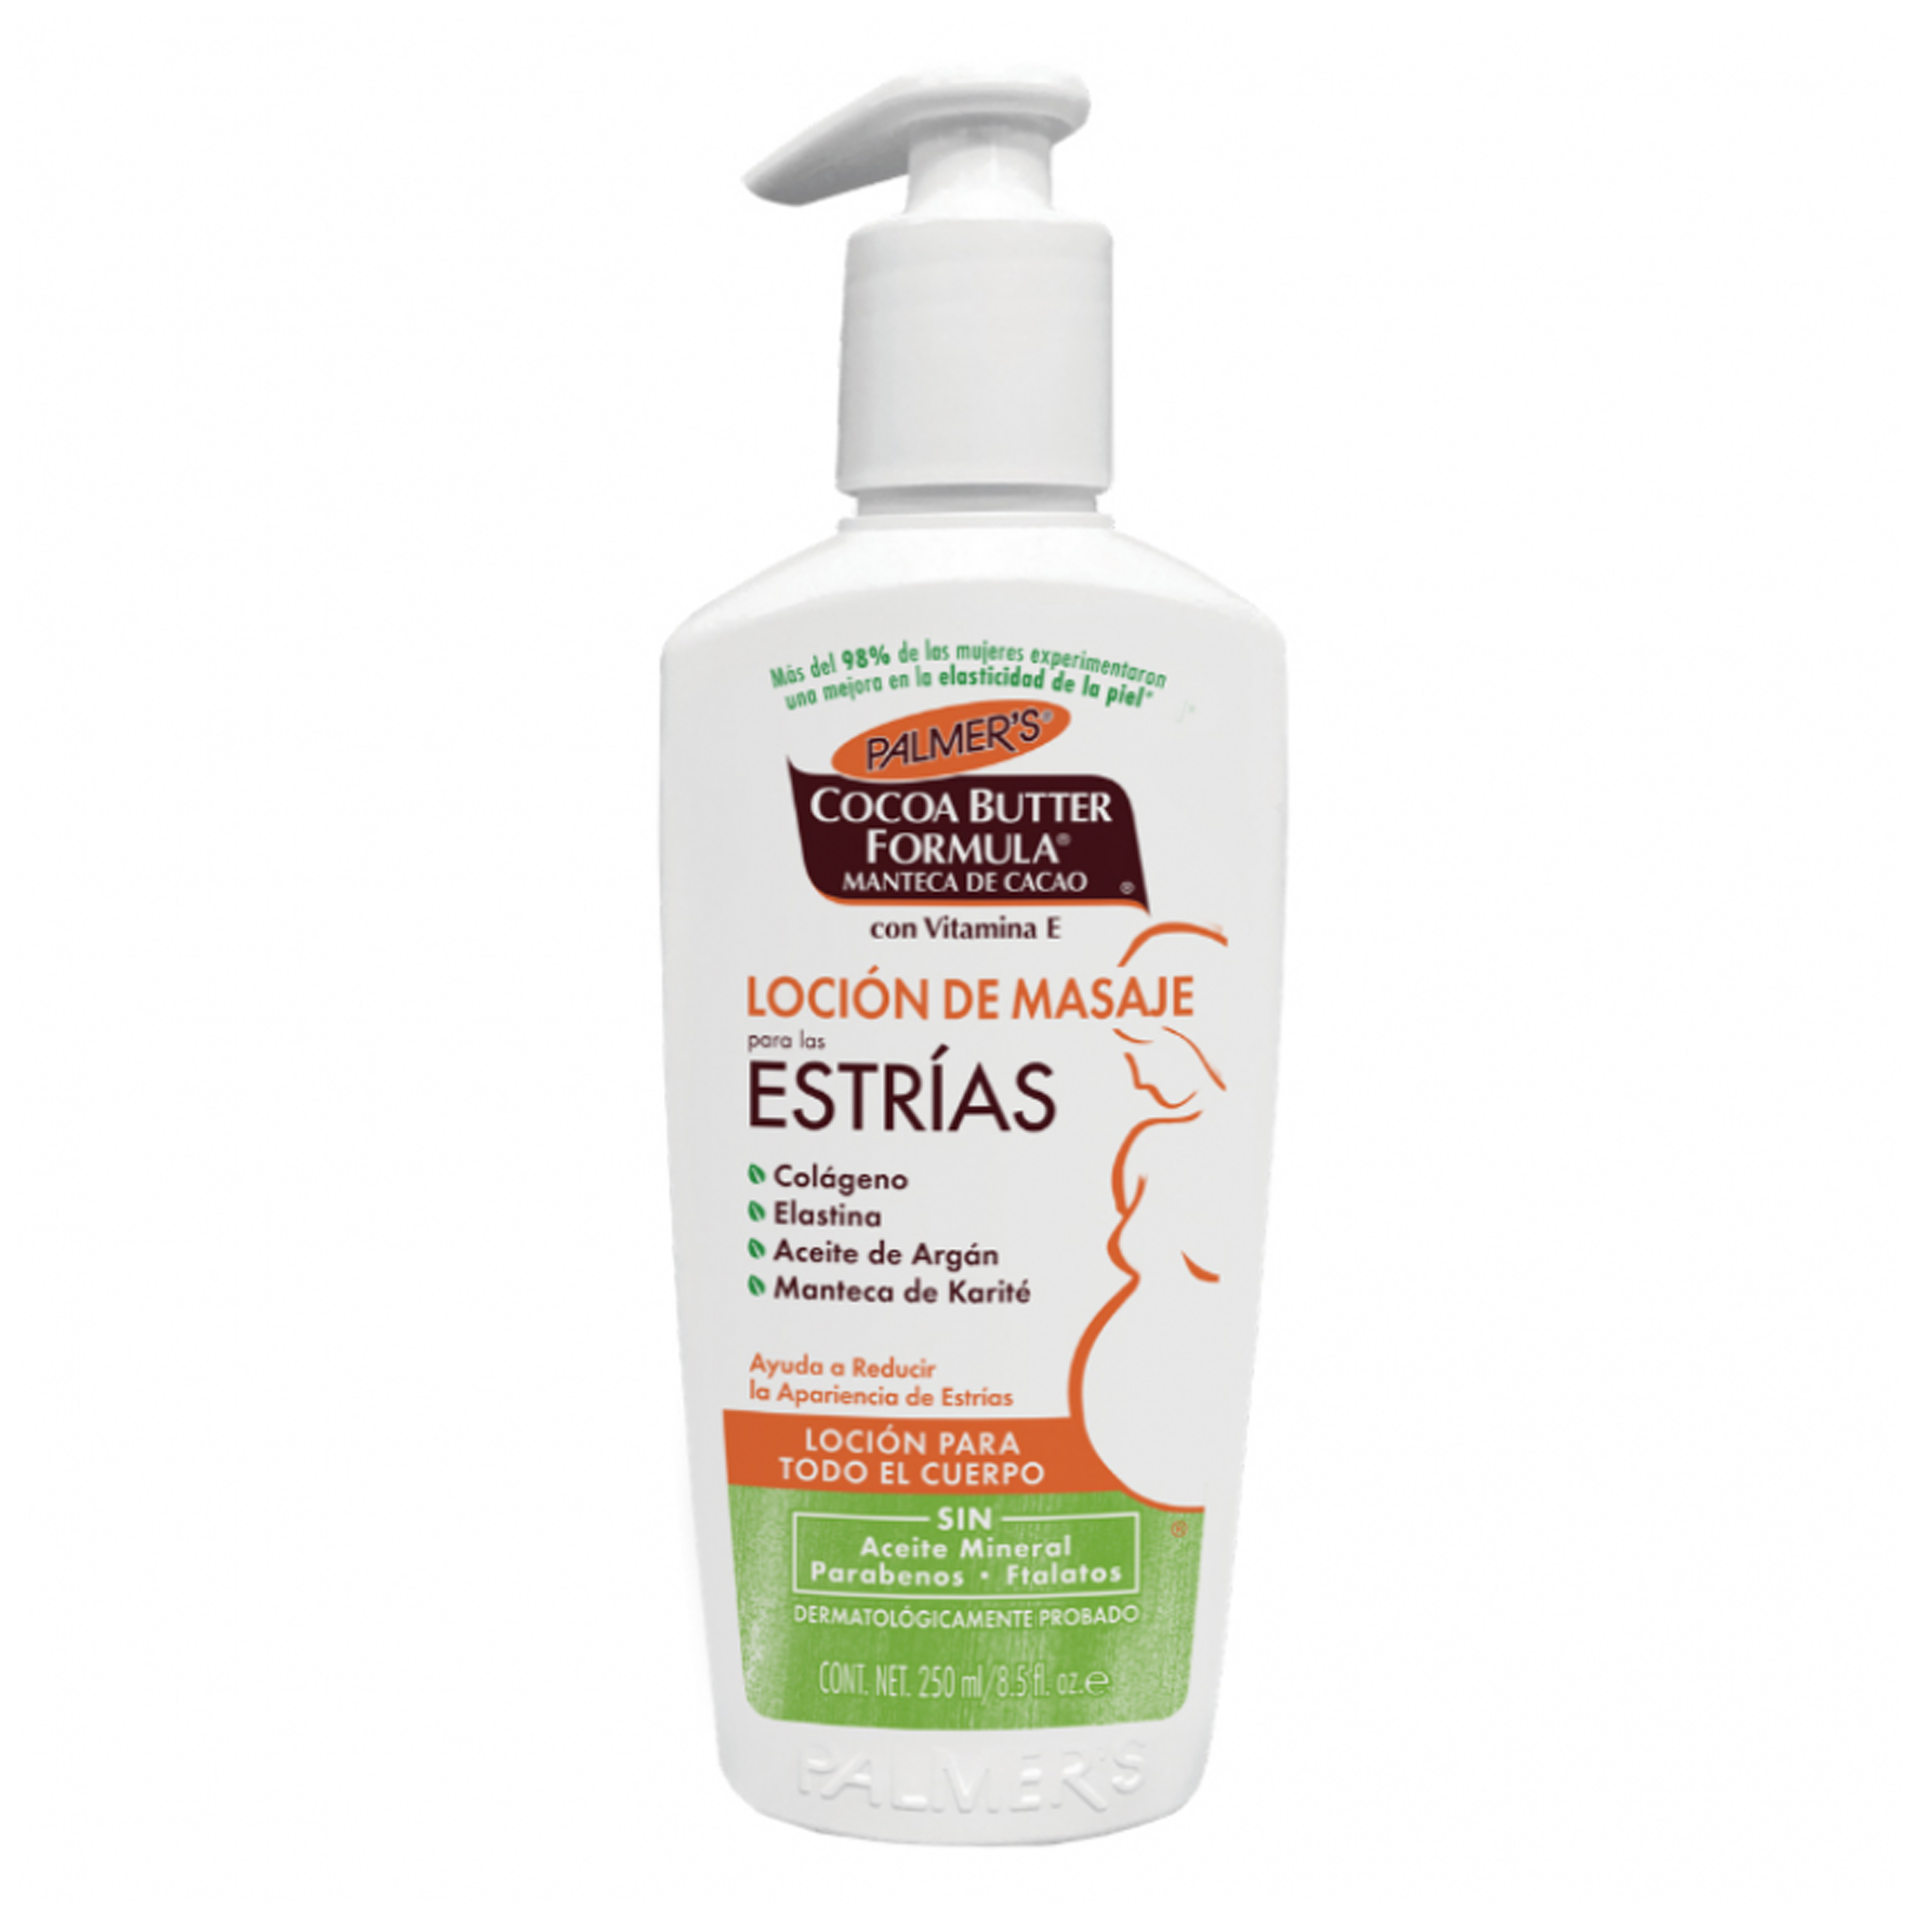 Más del 98% de las mujeres experimentaron
una mejora en la elasticidad de la piel*
PALMER'S®
COCOA BUTTER
FORMULA®
MANTECA DE CACAO ®
con Vitamina E
LOCIÓN DE MASAJE
para las
ESTRÍAS
Colágeno
Elastina
Aceite de Argán
Manteca de Karité
Ayuda a Reducir
la Apariencia de Estrías
LOCIÓN PARA
TODO EL CUERPO
SIN
®
Aceite Mineral
Parabenos • Ftalatos
DERMATOLÓGICAMENTE PROBADO
CONT. NET. 250 ml/8.5 fl. oz.e
PALMER'S